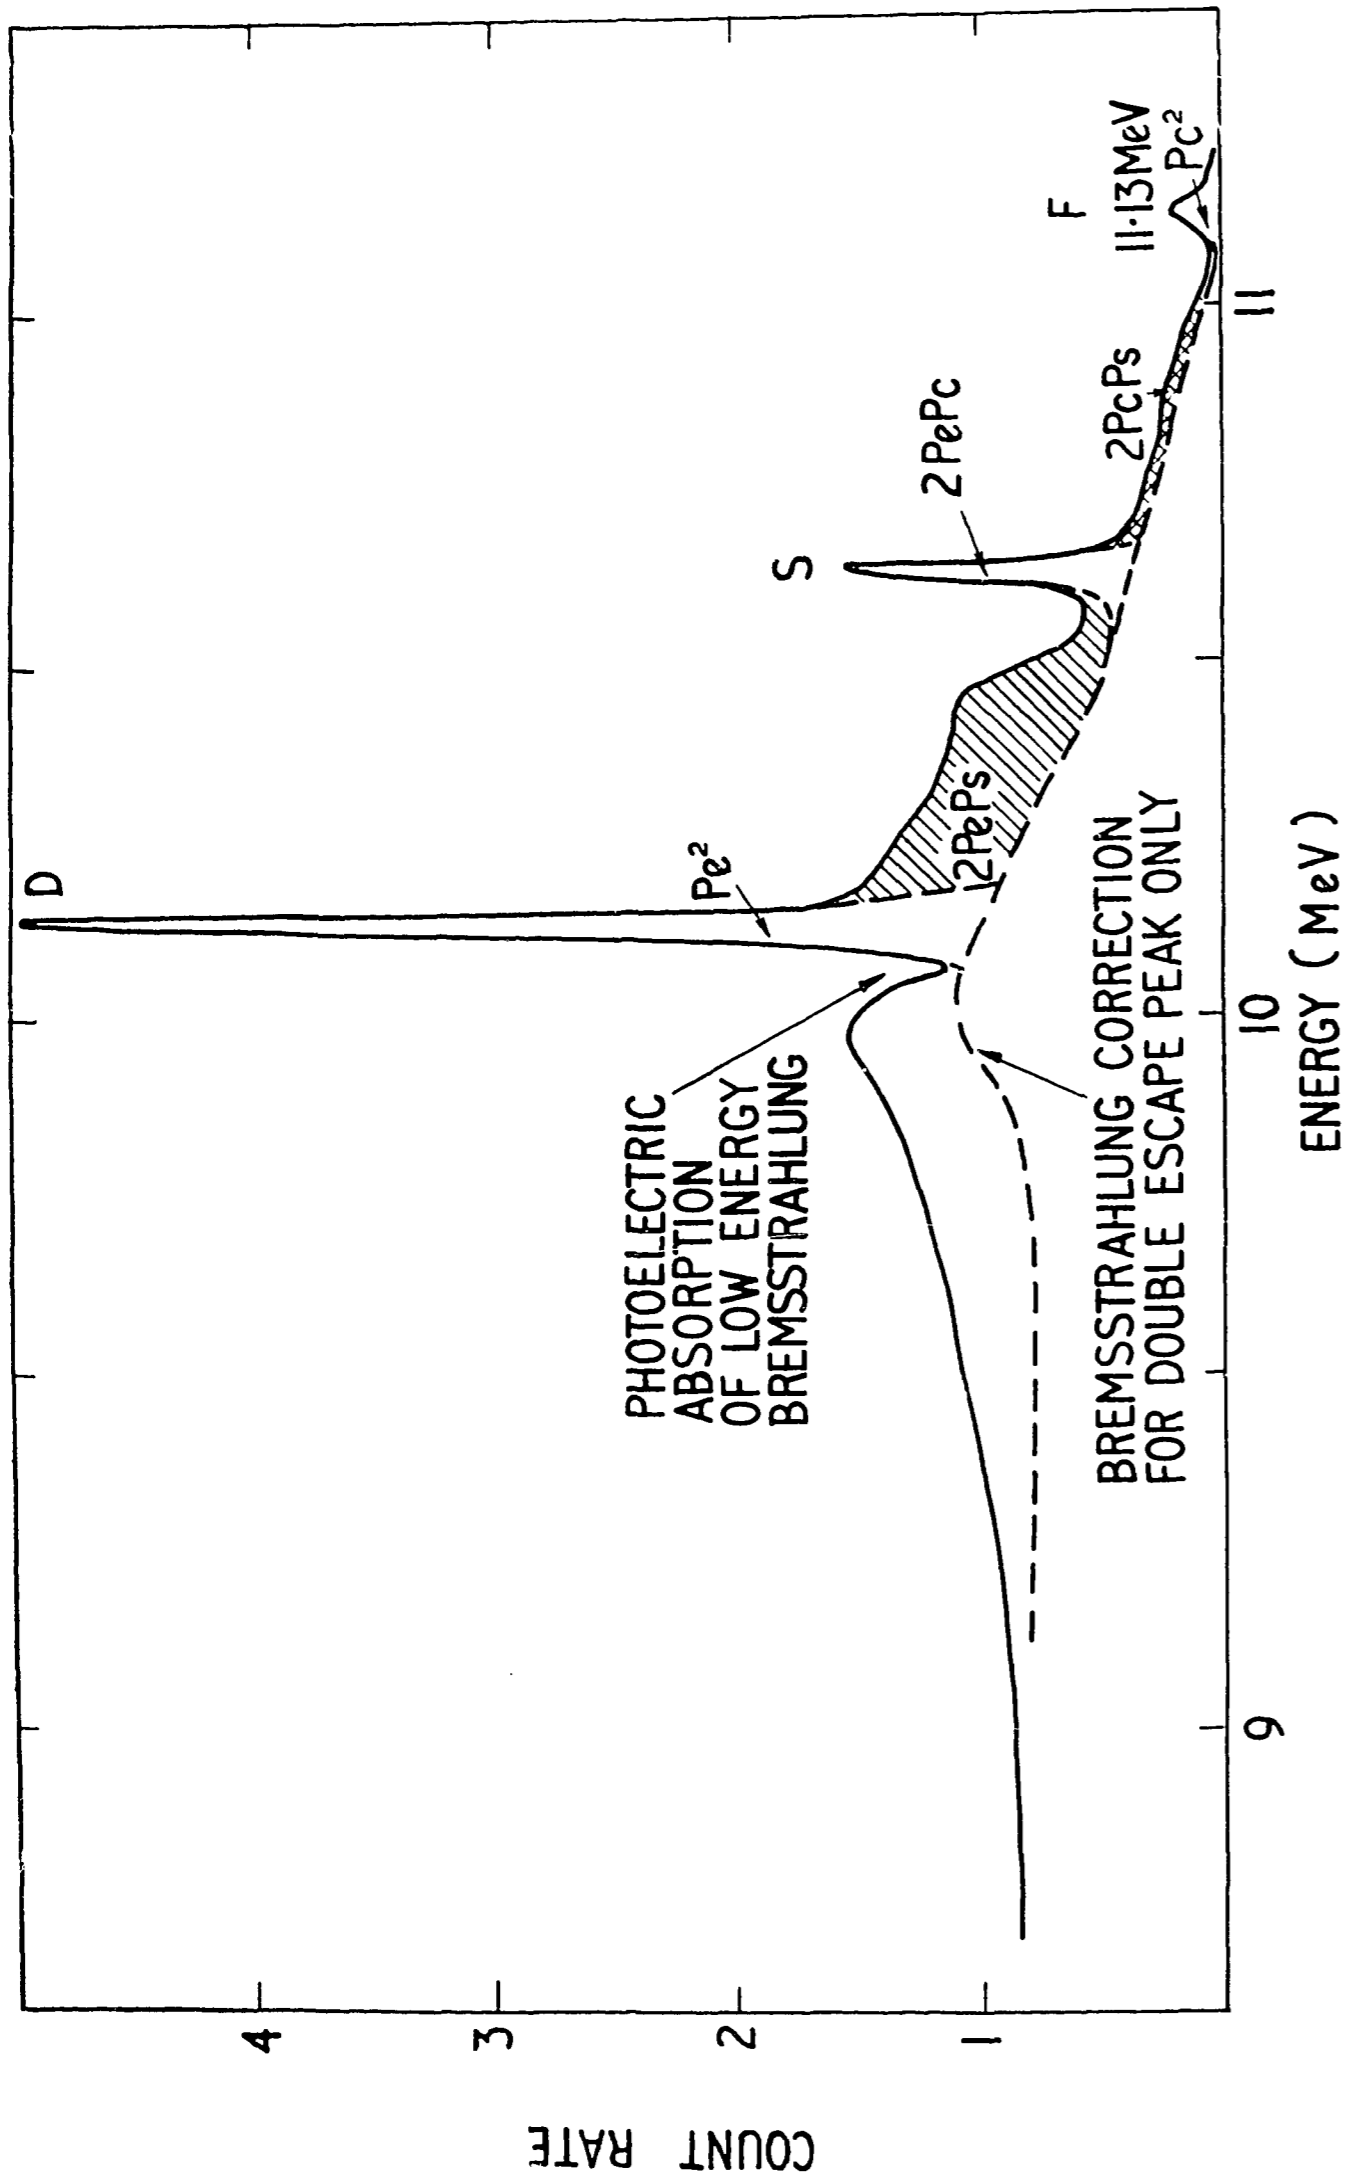 D
Pe²
S
2PePc
F
11·13MeV
Pc²
2PcPs
2PePs
PHOTOELECTRIC
ABSORPTION
OF LOW ENERGY
BREMSSTRAHLUNG
BREMSSTRAHLUNG CORRECTION
FOR DOUBLE ESCAPE PEAK ONLY
COUNT RATE
4
3
2
1
9
10
11
ENERGY (MeV)